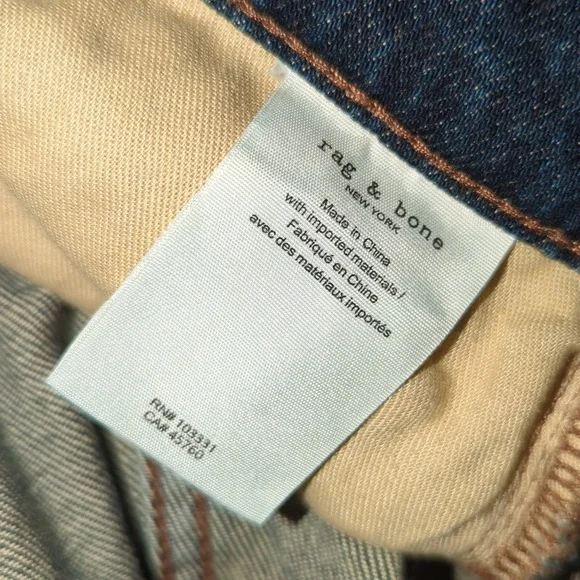 rag & bone
NEW YORK
Made in China
with imported materials /
Fabriqué en Chine
avec des matériaux importés
RN# 103331
CA# 45760